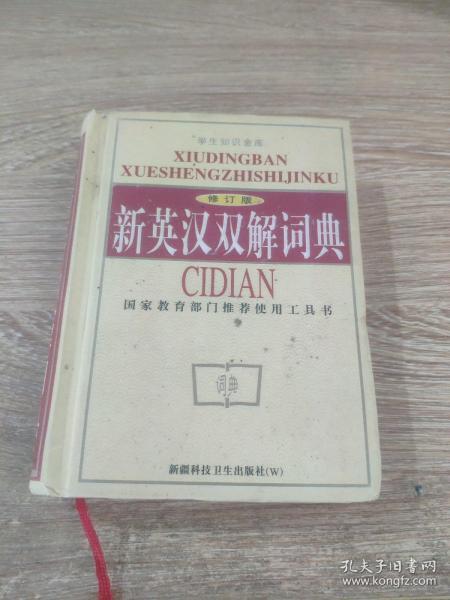 学生知识金库
XIUDINGBAN
XUESHENGZHISHIJINKU
修订版
新英汉双解词典
CIDIAN
国家教育部门推荐使用工具书
词典
新疆科技卫生出版社(W)
孔夫子旧书网
www.kongfz.com